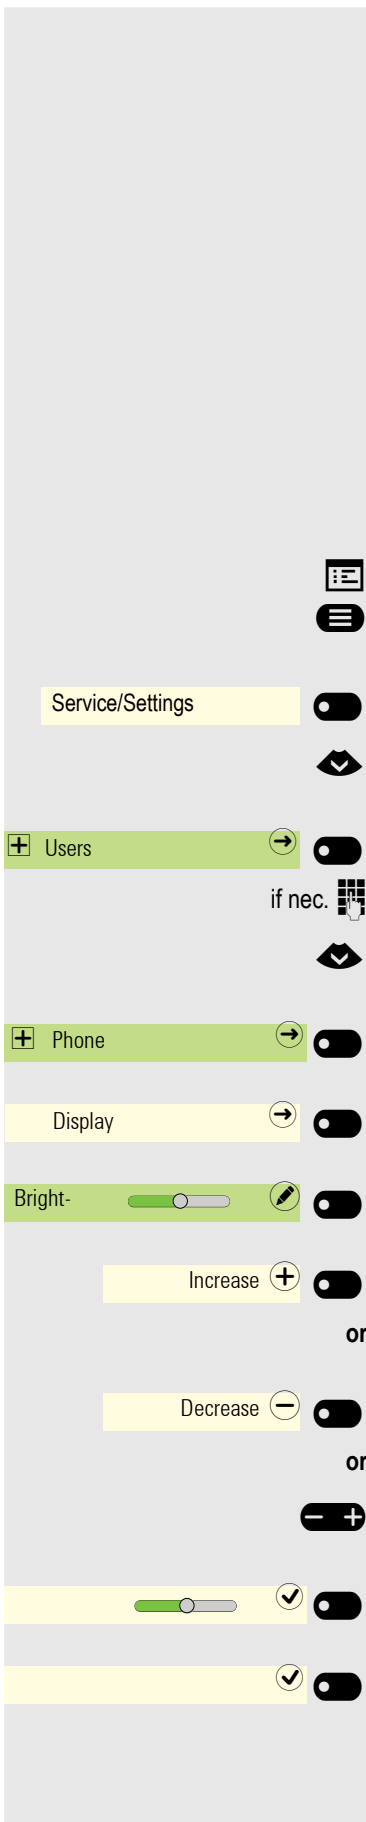 Service/Settings
Users
if nec.
Phone
Display
Bright-
Increase
or
Decrease
or